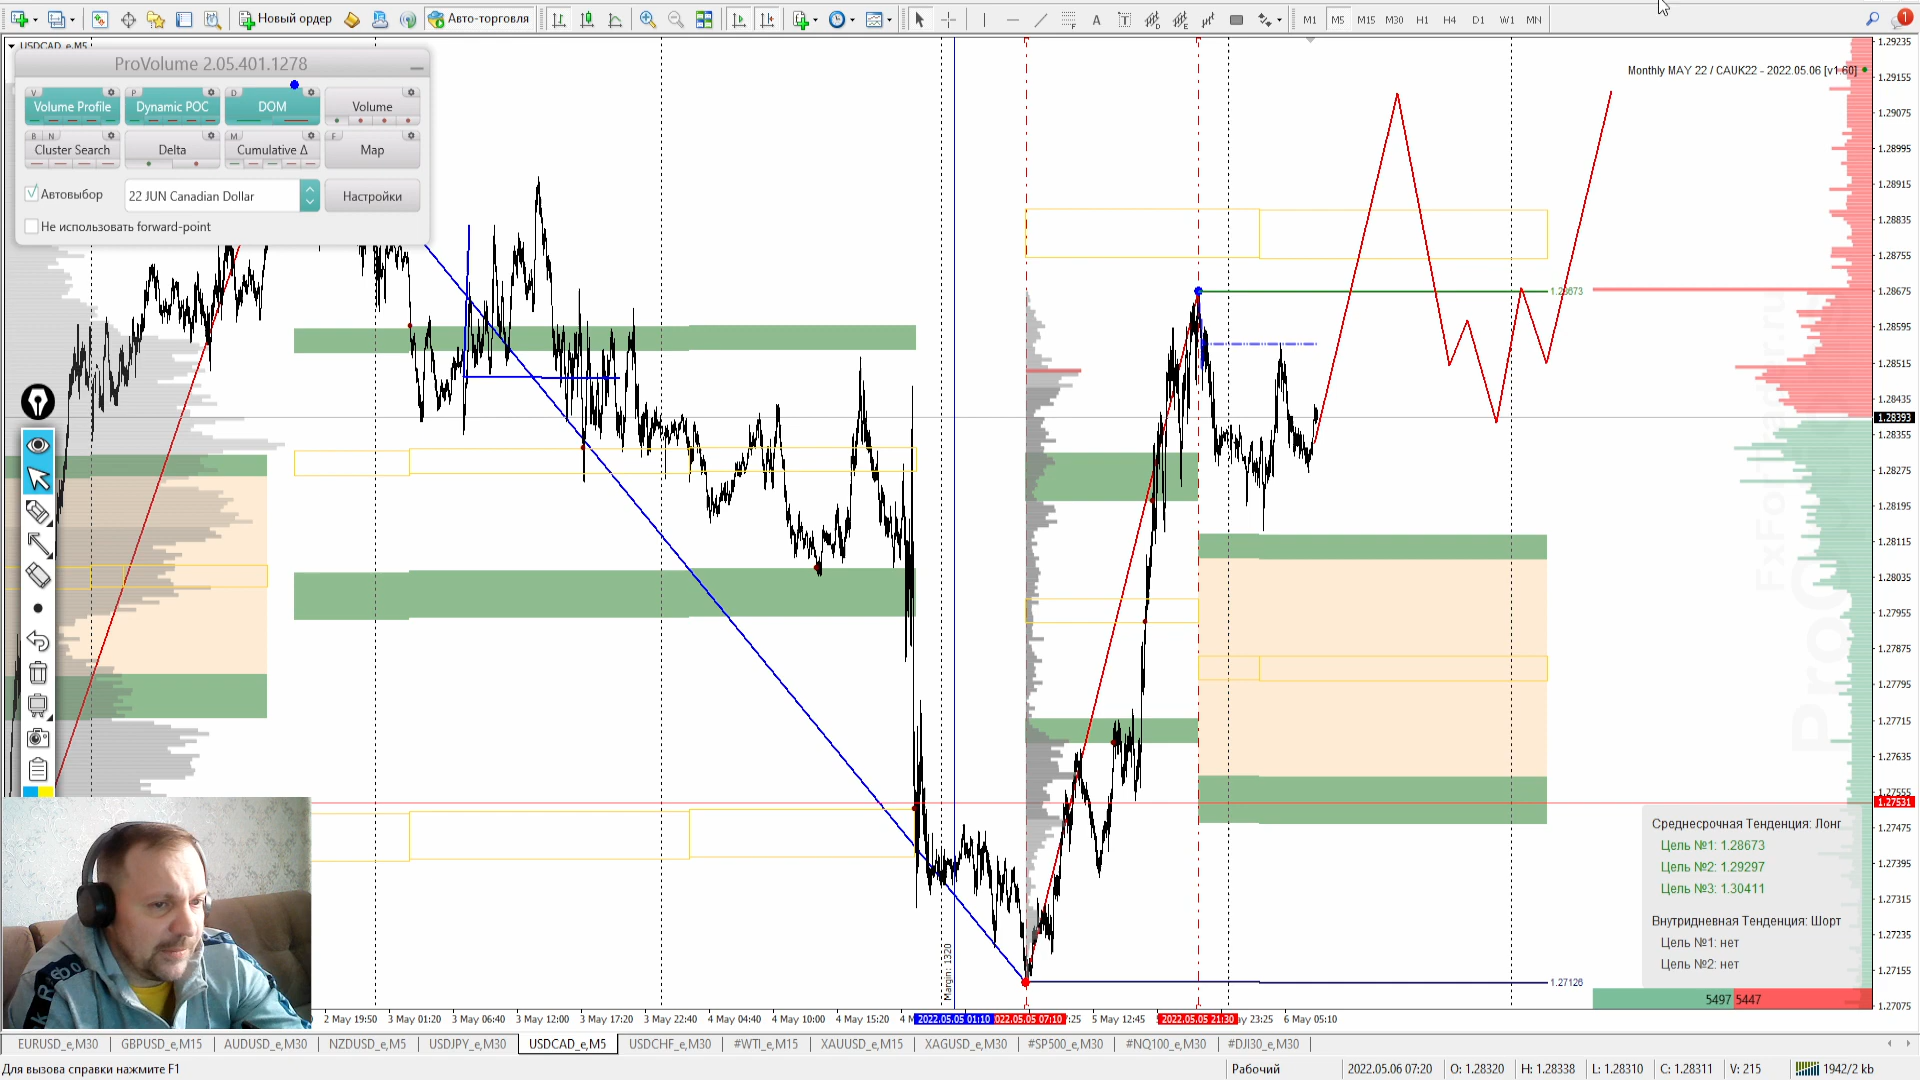 Новый ордер
Авто-торговля
M1 M5 M15 M30 H1 H4 D1 W1 MN
1
USDCAD_e,M5
ProVolume 2.05.401.1278
V P D
Volume Profile Dynamic POC DOM Volume
B N M F
Cluster Search Delta Cumulative Δ Map
Автовыбор 22 JUN Canadian Dollar Настройки
Не использовать forward-point
Monthly MAY 22 / CAUK22 - 2022.05.06 [v1.60]
1.29235
1.29155
1.29075
1.28995
1.28915
1.28835
1.28755
1.28675
1.28595
1.28515
1.28435
1.28393
1.28355
1.28275
1.28195
1.28115
1.28035
1.27955
1.27875
1.27795
1.27715
1.27635
1.27555
1.27531
1.27475
1.27395
1.27315
1.27235
1.27155
1.27075
1.28673
1.27126
Margin: 1320
Среднесрочная Тенденция: Лонг
Цель №1: 1.28673
Цель №2: 1.29297
Цель №3: 1.30411
Внутридневная Тенденция: Шорт
Цель №1: нет
Цель №2: нет
5497 5447
Reebo
2 May 19:50 3 May 01:20 3 May 06:40 3 May 12:00 3 May 17:20 3 May 22:40 4 May 04:40 4 May 10:00 4 May 15:20 4 M 2022.05.05 01:10 022.05.05 07:10 7:25 5 May 12:45 2022.05.05 21:30 ay 23:25 6 May 05:10
EURUSD_e,M30 GBPUSD_e,M15 AUDUSD_e,M30 NZDUSD_e,M5 USDJPY_e,M30 USDCAD_e,M5 USDCHF_e,M30 #WTI_e,M15 XAUUSD_e,M15 XAGUSD_e,M30 #SP500_e,M30 #NQ100_e,M30 #DJI30_e,M30
Для вызова справки нажмите F1 Рабочий 2022.05.06 07:20 O: 1.28320 H: 1.28338 L: 1.28310 C: 1.28311 V: 215 1942/2 kb